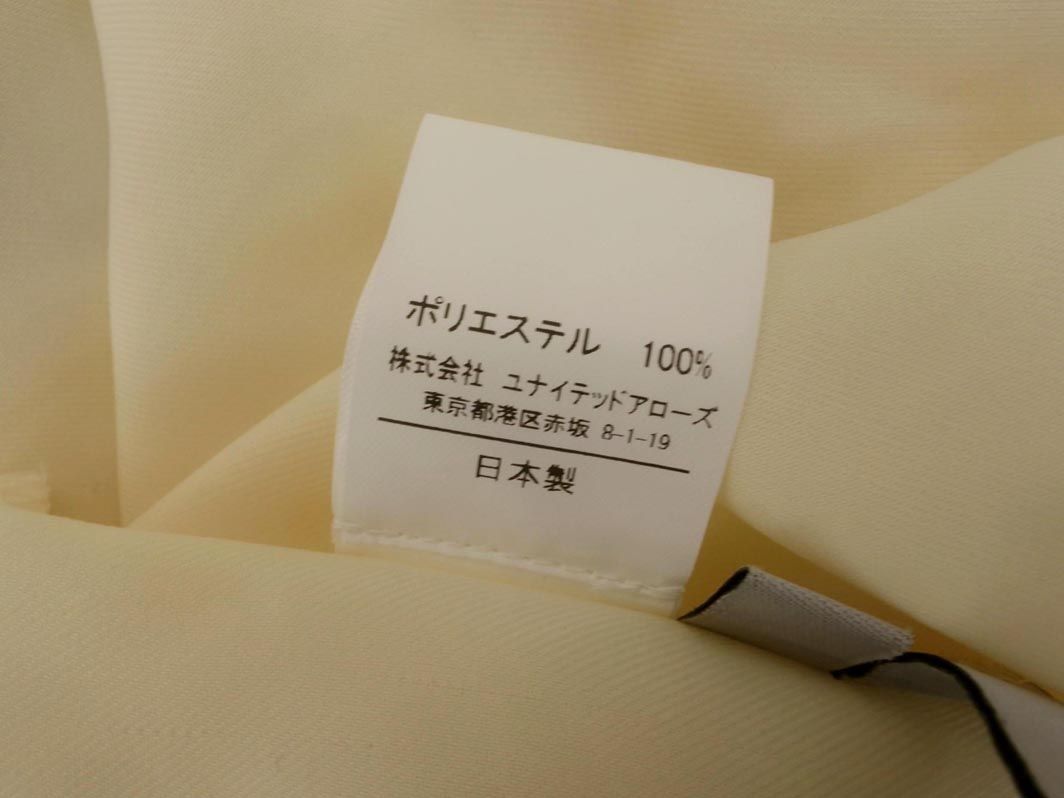 ポリエステル 100%
株式会社 ユナイテッドアローズ
東京都港区赤坂 8-1-19
日本製